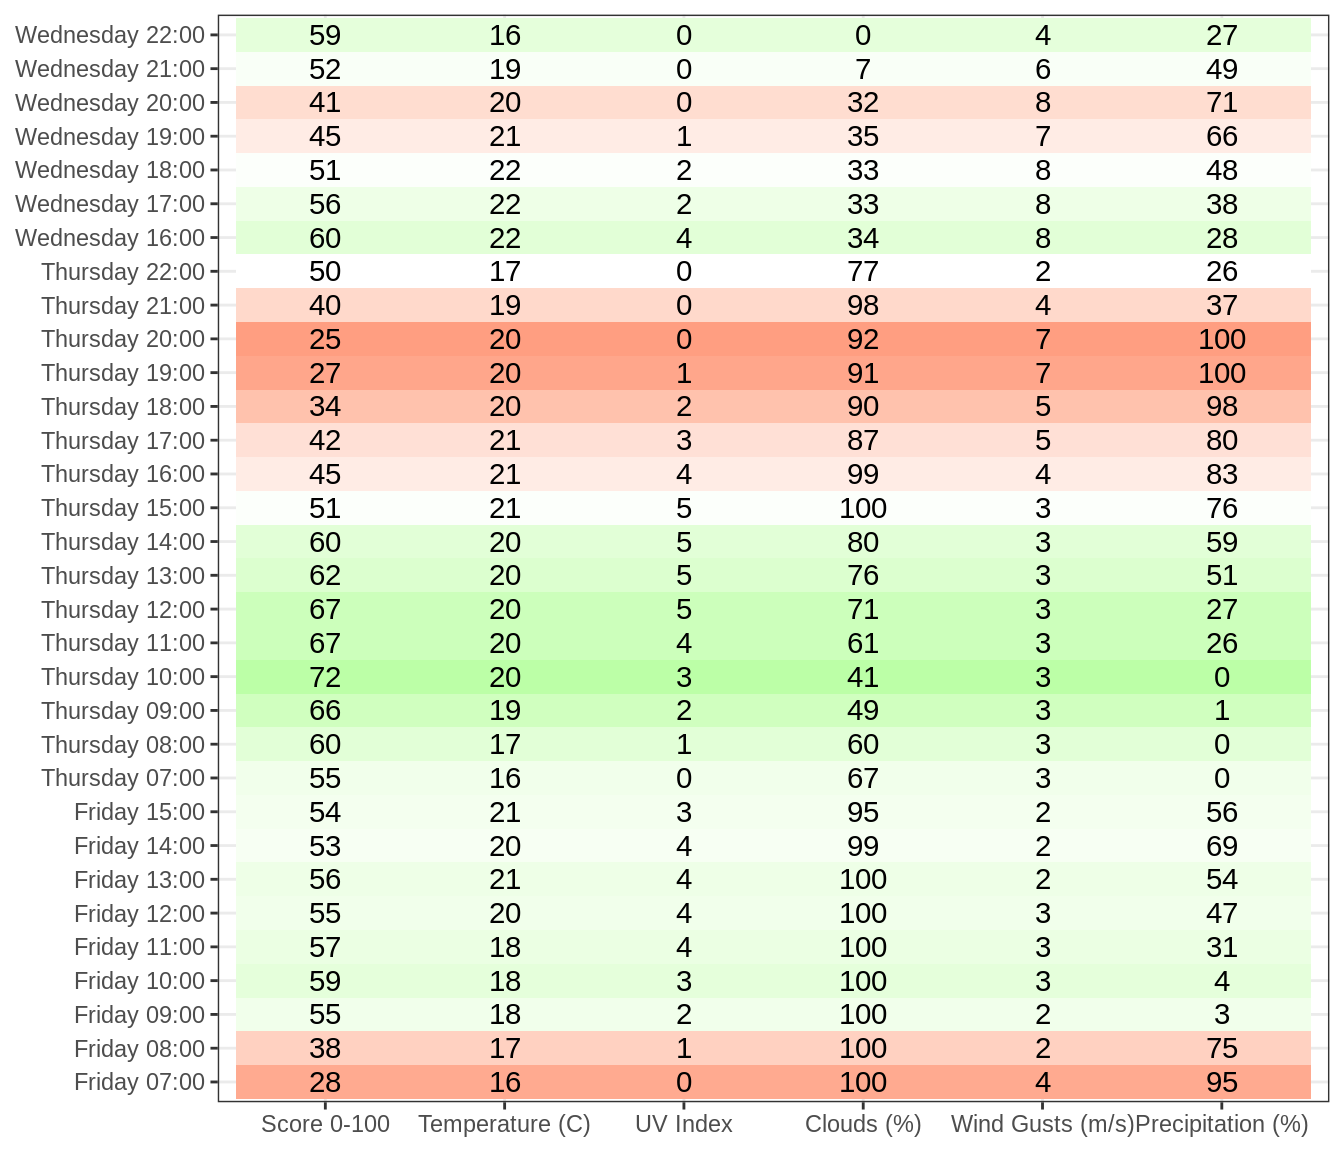 Wednesday 22:00 59 16 0 0 4 27
Wednesday 21:00 52 19 0 7 6 49
Wednesday 20:00 41 20 0 32 8 71
Wednesday 19:00 45 21 1 35 7 66
Wednesday 18:00 51 22 2 33 8 48
Wednesday 17:00 56 22 2 33 8 38
Wednesday 16:00 60 22 4 34 8 28
Thursday 22:00 50 17 0 77 2 26
Thursday 21:00 40 19 0 98 4 37
Thursday 20:00 25 20 0 92 7 100
Thursday 19:00 27 20 1 91 7 100
Thursday 18:00 34 20 2 90 5 98
Thursday 17:00 42 21 3 87 5 80
Thursday 16:00 45 21 4 99 4 83
Thursday 15:00 51 21 5 100 3 76
Thursday 14:00 60 20 5 80 3 59
Thursday 13:00 62 20 5 76 3 51
Thursday 12:00 67 20 5 71 3 27
Thursday 11:00 67 20 4 61 3 26
Thursday 10:00 72 20 3 41 3 0
Thursday 09:00 66 19 2 49 3 1
Thursday 08:00 60 17 1 60 3 0
Thursday 07:00 55 16 0 67 3 0
Friday 15:00 54 21 3 95 2 56
Friday 14:00 53 20 4 99 2 69
Friday 13:00 56 21 4 100 2 54
Friday 12:00 55 20 4 100 3 47
Friday 11:00 57 18 4 100 3 31
Friday 10:00 59 18 3 100 3 4
Friday 09:00 55 18 2 100 2 3
Friday 08:00 38 17 1 100 2 75
Friday 07:00 28 16 0 100 4 95
Score 0-100 Temperature (C) UV Index Clouds (%) Wind Gusts (m/s) Precipitation (%)